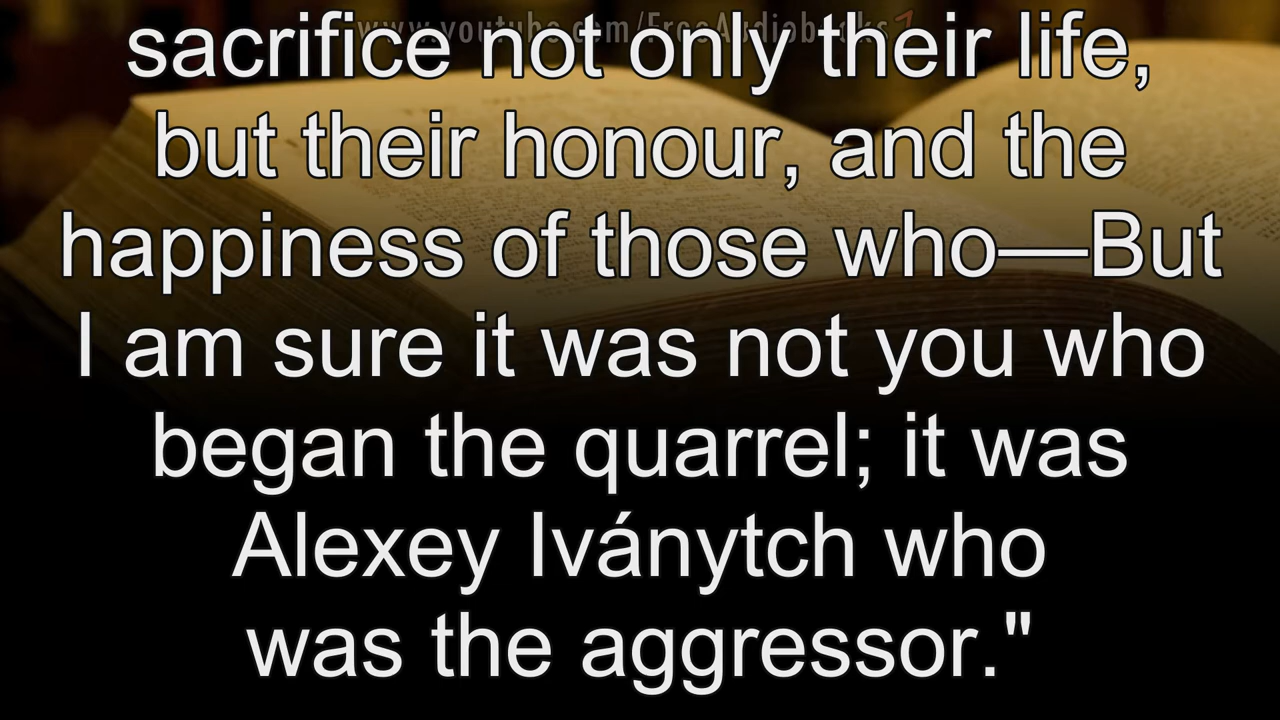 www.youtube.com/FreeAudiobooks
sacrifice not only their life,
but their honour, and the
happiness of those who—But
I am sure it was not you who
began the quarrel; it was
Alexey Iványtch who
was the aggressor."